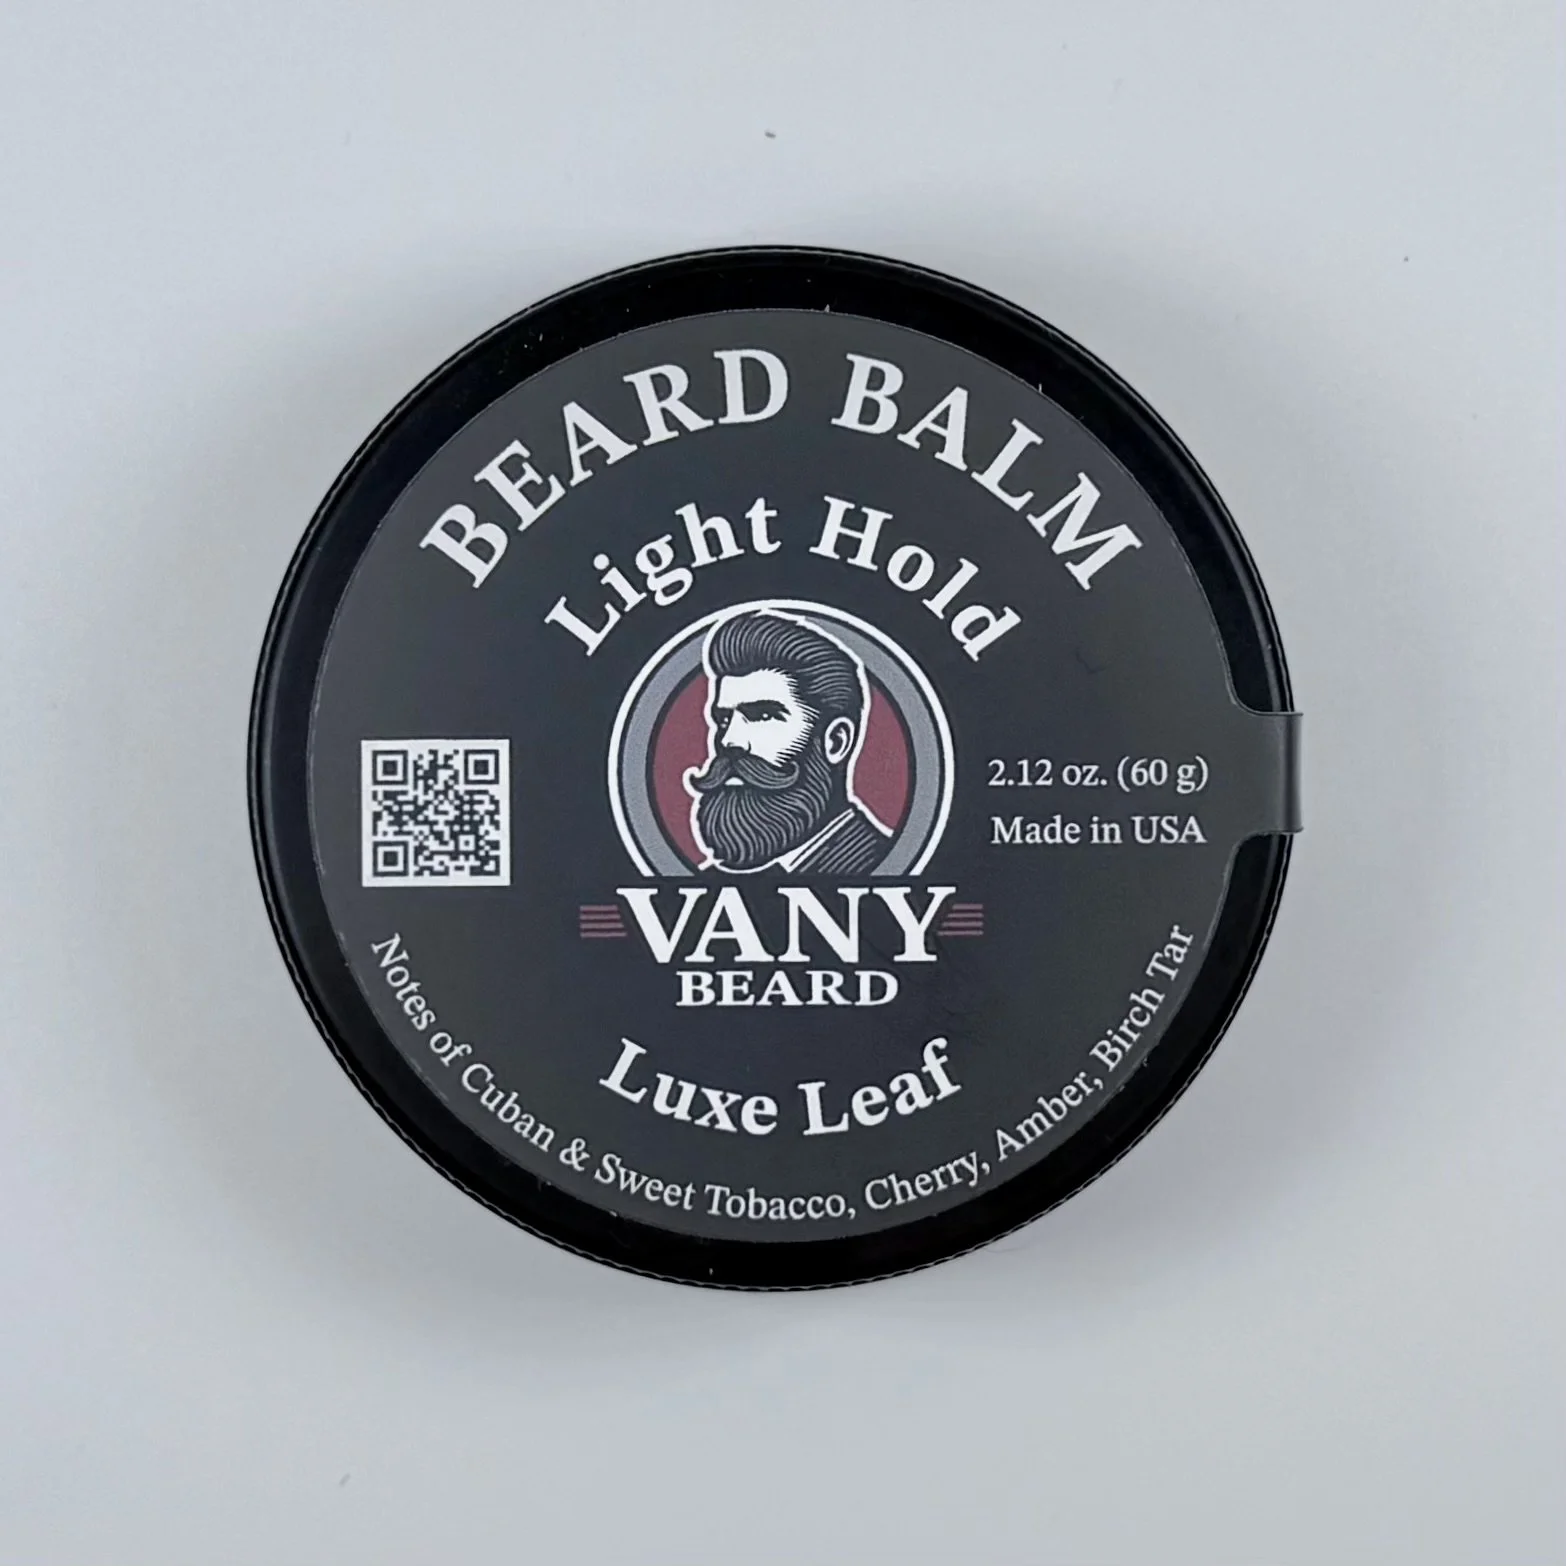 BEARD BALM
Light Hold
2.12 oz. (60 g)
Made in USA
VANY
BEARD
Luxe Leaf
Notes of Cuban & Sweet Tobacco, Cherry, Amber, Birch Tar